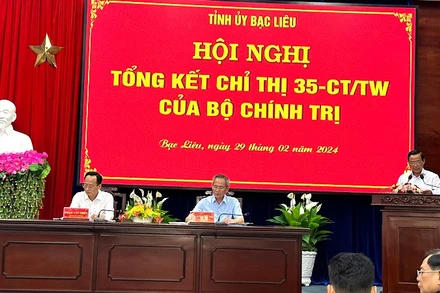 TỈNH ỦY BẠC LIÊU
HỘI NGHỊ
TỔNG KẾT CHỈ THỊ 35-CT/TW
CỦA BỘ CHÍNH TRỊ
Bạc Liêu, ngày 29 tháng 02 năm 2024